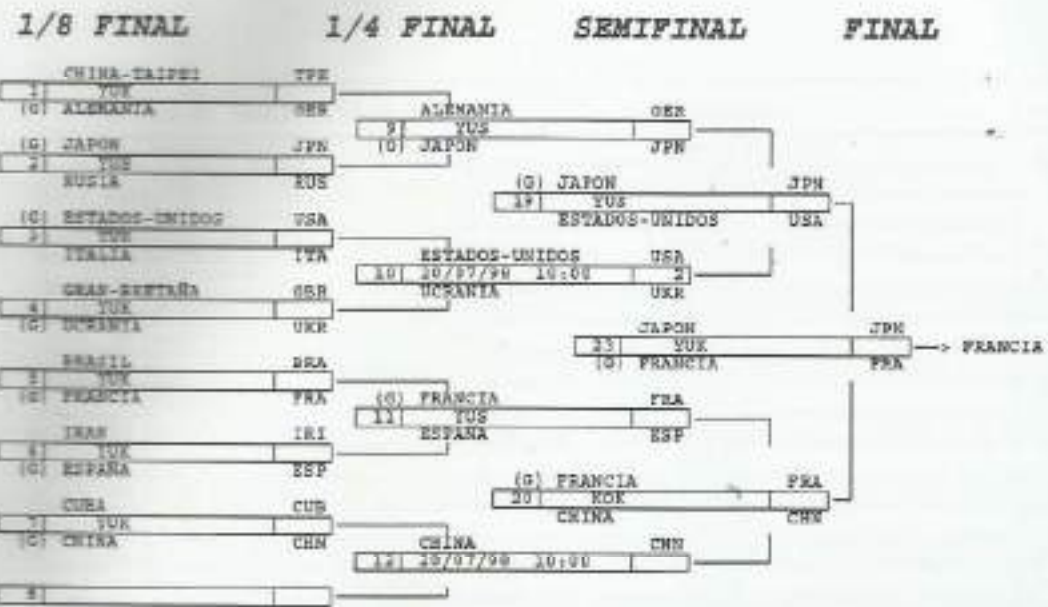 1/8 FINAL 1/4 FINAL SEMIFINAL FINAL
CHINA-TAIPEI TPE
1 YUK
(G) ALEMANIA GER
(G) JAPON JPN
2 YUS
RUSIA RUS
(G) ESTADOS-UNIDOS USA
3 YUK
ITALIA ITA
GRAN-BRETAÑA GBR
4 YUK
(G) UCRANIA UKR
BRASIL BRA
5 YUK
(G) FRANCIA FRA
IRAN IRI
6 YUK
(G) ESPAÑA ESP
CUBA CUB
7 YUK
(G) CHINA CHN
8
ALEMANIA GER
9 YUS
(G) JAPON JPN
ESTADOS-UNIDOS USA
10 20/07/98 10:00 2
UCRANIA UKR
(G) FRANCIA FRA
11 YUS
ESPAÑA ESP
CHINA CHN
12 20/07/98 10:00
(G) JAPON JPN
19 YUS
ESTADOS-UNIDOS USA
(G) FRANCIA FRA
20 KOK
CHINA CHN
JAPON JPN
23 YUK
(G) FRANCIA FRA
--> FRANCIA